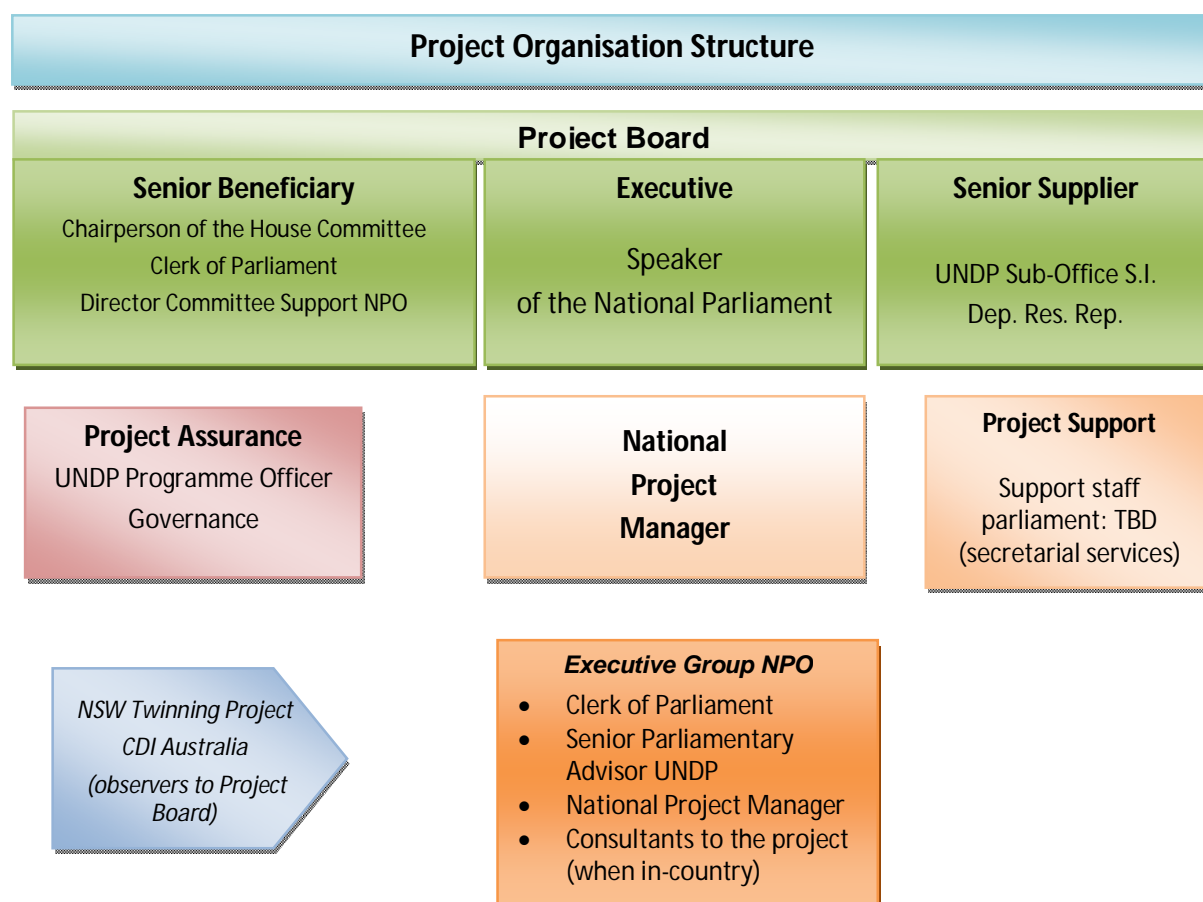 Project Organisation Structure
Project Board
Senior Beneficiary
Chairperson of the House Committee
Clerk of Parliament
Director Committee Support NPO
Executive
Speaker
of the National Parliament
Senior Supplier
UNDP Sub-Office S.I.
Dep. Res. Rep.
Project Assurance
UNDP Programme Officer
Governance
National
Project
Manager
Project Support
Support staff
parliament: TBD
(secretarial services)
NSW Twinning Project
CDI Australia
(observers to Project
Board)
Executive Group NPO
• Clerk of Parliament
• Senior Parliamentary
Advisor UNDP
• National Project Manager
• Consultants to the project
(when in-country)